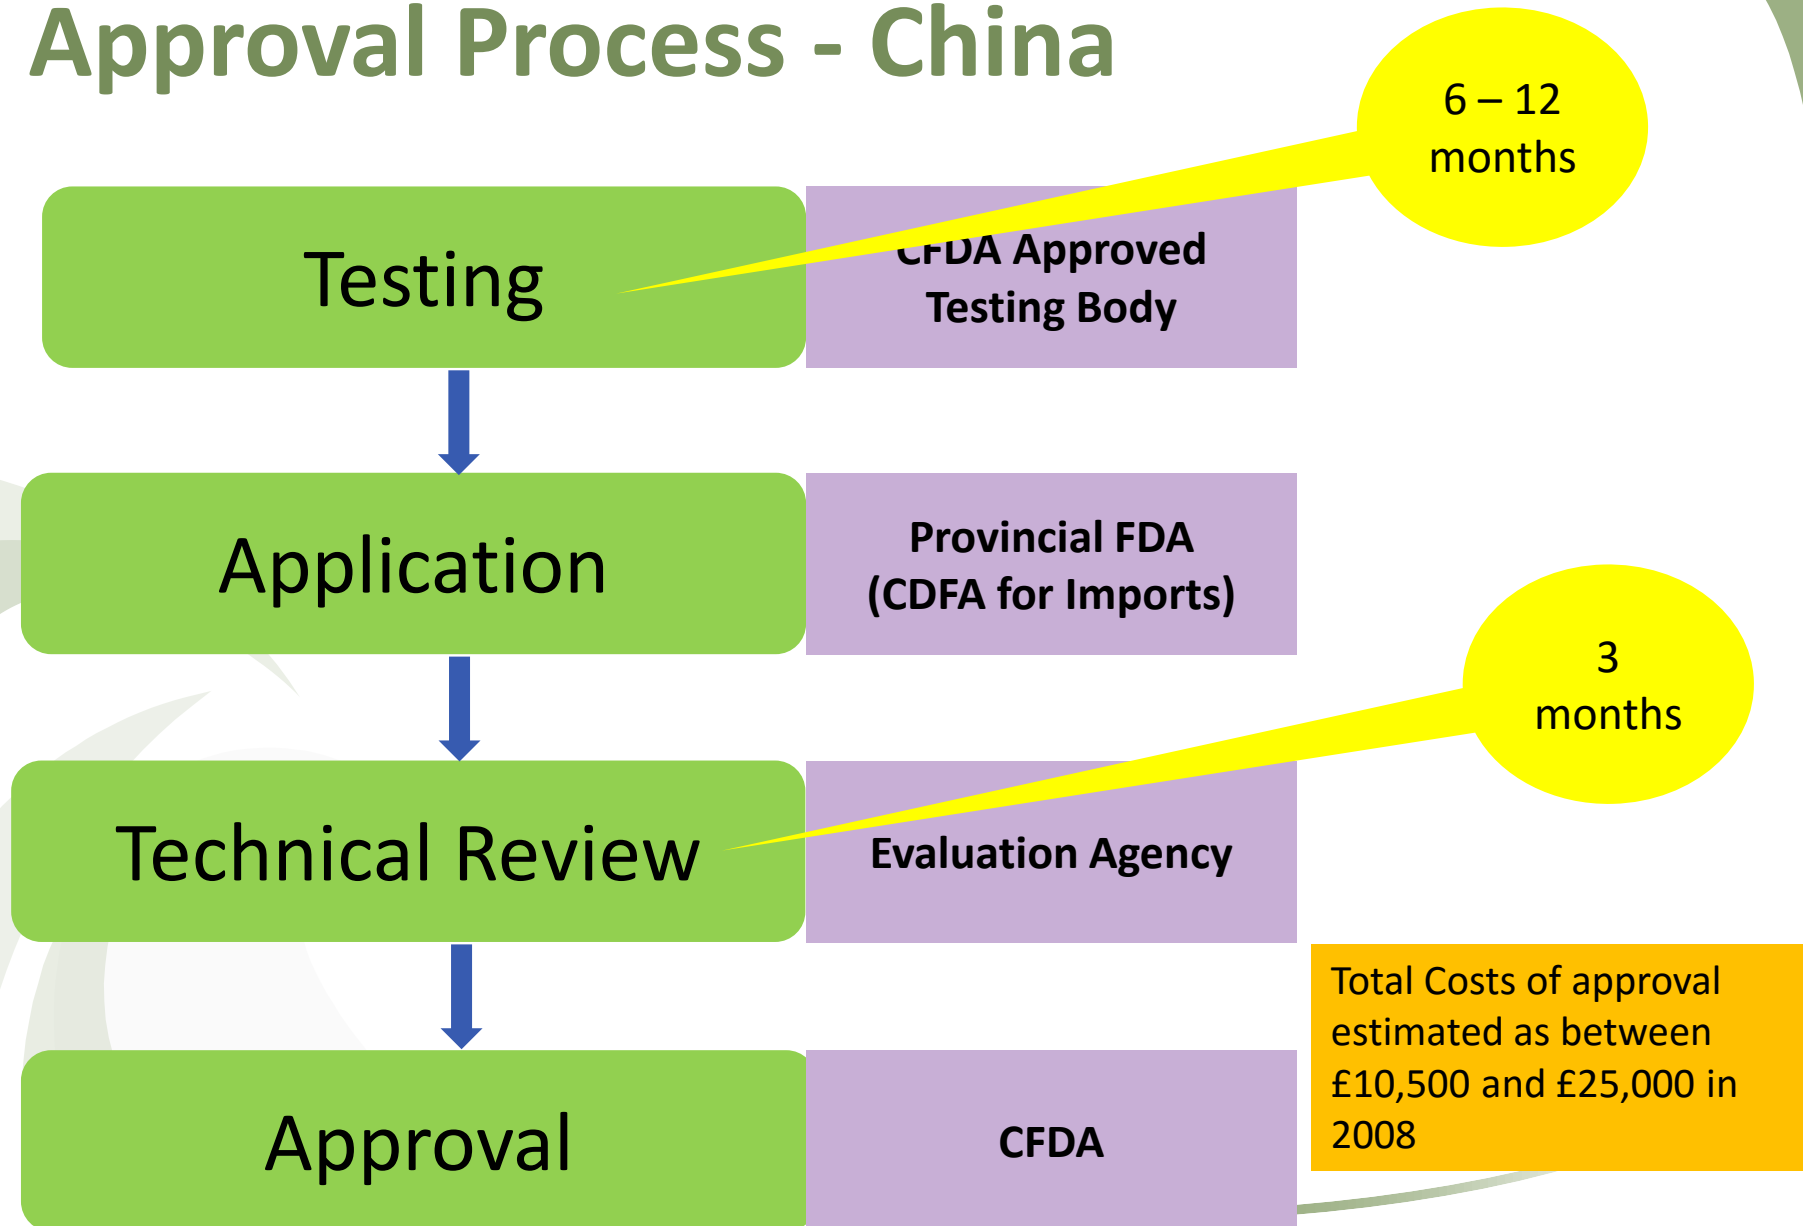 Approval Process - China
6 – 12
months
Testing
CFDA Approved
Testing Body
Application
Provincial FDA
(CDFA for Imports)
3
months
Technical Review
Evaluation Agency
Total Costs of approval
estimated as between
£10,500 and £25,000 in
2008
Approval
CFDA